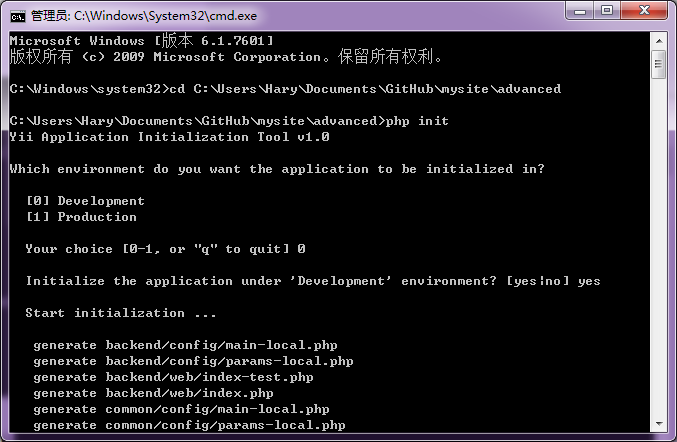 管理员: C:\Windows\System32\cmd.exe
Microsoft Windows [版本 6.1.7601]
版权所有 (c) 2009 Microsoft Corporation。保留所有权利。
C:\Windows\system32>cd C:\Users\Hary\Documents\GitHub\mysite\advanced
C:\Users\Hary\Documents\GitHub\mysite\advanced>php init
Yii Application Initialization Tool v1.0
Which environment do you want the application to be initialized in?
[0] Development
[1] Production
Your choice [0-1, or "q" to quit] 0
Initialize the application under 'Development' environment? [yes|no] yes
Start initialization ...
generate backend/config/main-local.php
generate backend/config/params-local.php
generate backend/web/index-test.php
generate backend/web/index.php
generate common/config/main-local.php
generate common/config/params-local.php